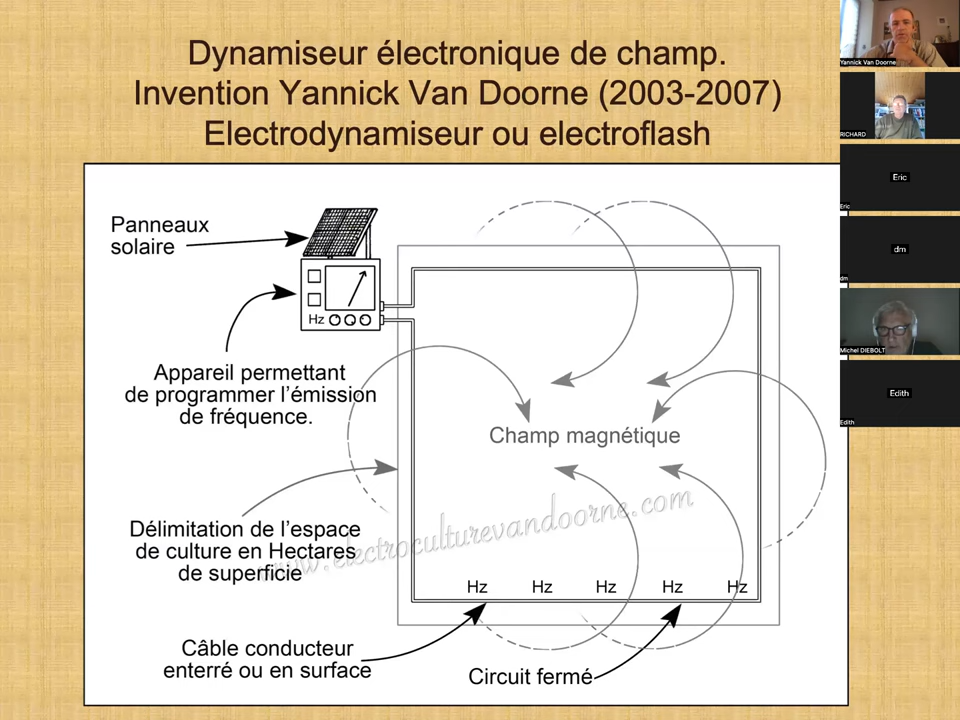 Dynamiseur électronique de champ.
Invention Yannick Van Doorne (2003-2007)
Electrodynamiseur ou electroflash
Panneaux
solaire
Hz
Appareil permettant
de programmer l'émission
de fréquence.
Champ magnétique
Délimitation de l'espace
de culture en Hectares
de superficie
www.electroculturevandoorne.com
Hz Hz Hz Hz Hz
Câble conducteur
enterré ou en surface
Circuit fermé
Yannick Van Doorne
RICHARD
Eric
Eric
dm
dm
Michel DIEBOLT
Edith
Edith